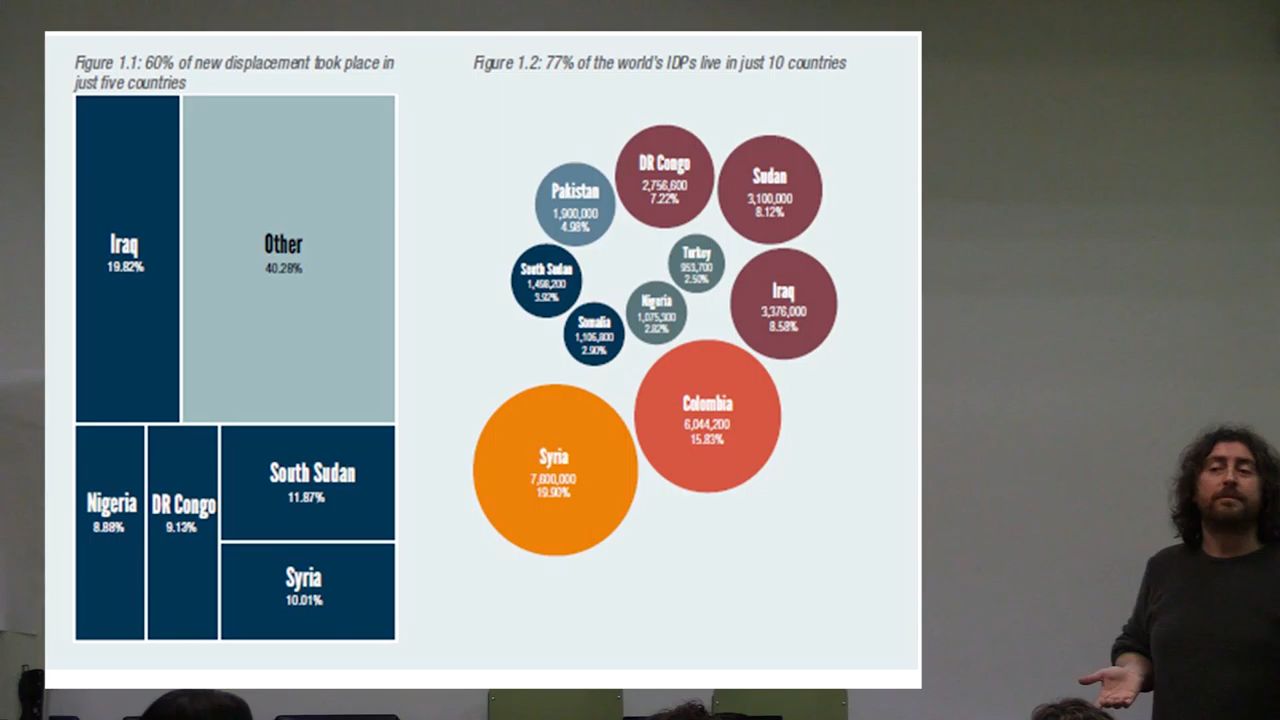 Figure 1.1: 60% of new displacement took place in
just five countries
Iraq
19.82%
Other
40.28%
Nigeria
8.88%
DR Congo
9.13%
South Sudan
11.87%
Syria
10.01%
Figure 1.2: 77% of the world's IDPs live in just 10 countries
DR Congo
2,756,600
7.22%
Sudan
3,100,000
8.12%
Pakistan
1,900,000
4.98%
Turkey
953,700
2.50%
South Sudan
1,498,200
3.92%
Nigeria
1,075,300
2.82%
Iraq
3,376,000
8.58%
Somalia
1,106,800
2.90%
Colombia
6,044,200
15.83%
Syria
7,600,000
19.90%